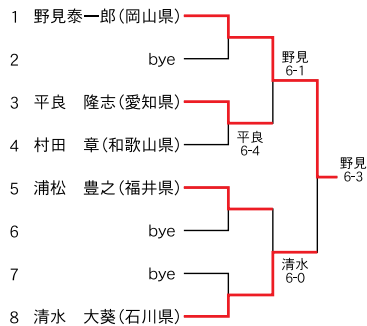 1 野見泰一郎(岡山県)
2 bye
野見
6-1
3 平良 隆志(愛知県)
平良
6-4
4 村田 章(和歌山県)
野見
6-3
5 浦松 豊之(福井県)
6 bye
清水
6-0
7 bye
8 清水 大葵(石川県)